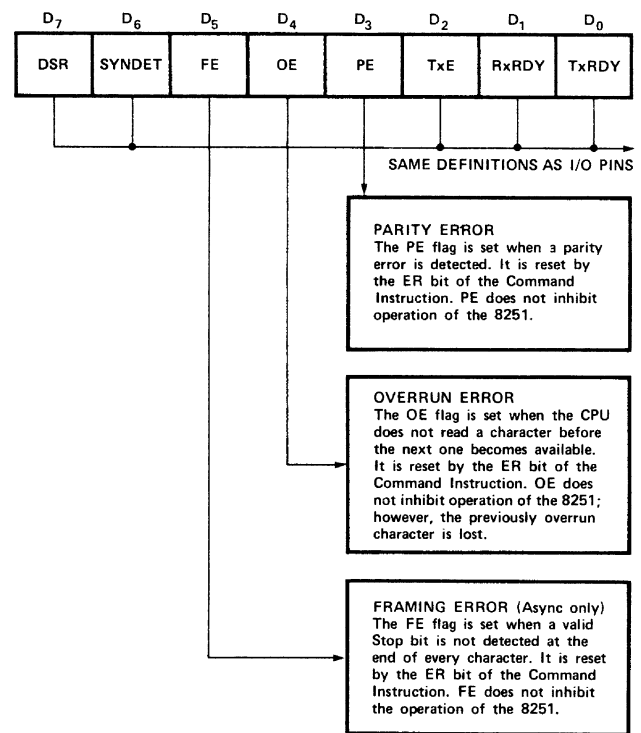 D7 D6 D5 D4 D3 D2 D1 D0
DSR SYNDET FE OE PE TxE RxRDY TxRDY
SAME DEFINITIONS AS I/O PINS
PARITY ERROR
The PE flag is set when a parity
error is detected. It is reset by
the ER bit of the Command
Instruction. PE does not inhibit
operation of the 8251.
OVERRUN ERROR
The OE flag is set when the CPU
does not read a character before
the next one becomes available.
It is reset by the ER bit of the
Command Instruction. OE does
not inhibit operation of the 8251;
however, the previously overrun
character is lost.
FRAMING ERROR (Async only)
The FE flag is set when a valid
Stop bit is not detected at the
end of every character. It is reset
by the ER bit of the Command
Instruction. FE does not inhibit
the operation of the 8251.